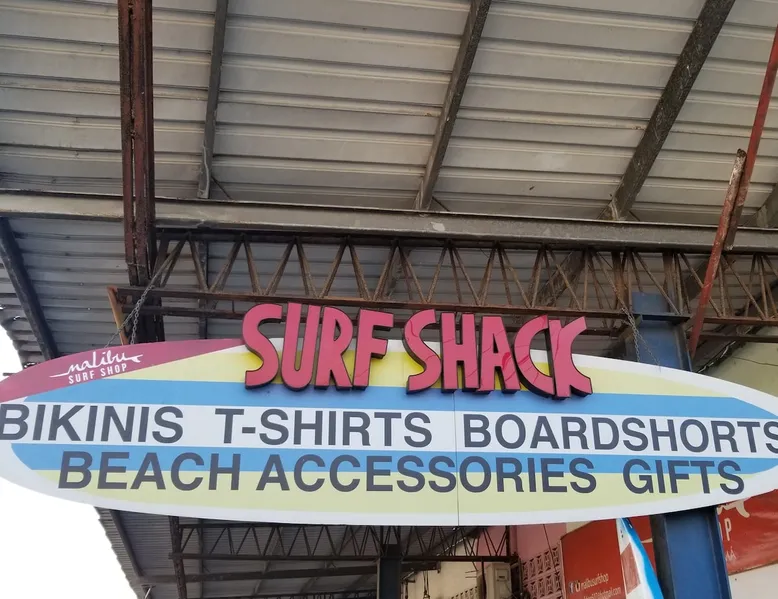 SURF SHACK
malibu
SURF SHOP
BIKINIS T-SHIRTS BOARDSHORTS
BEACH ACCESSORIES GIFTS